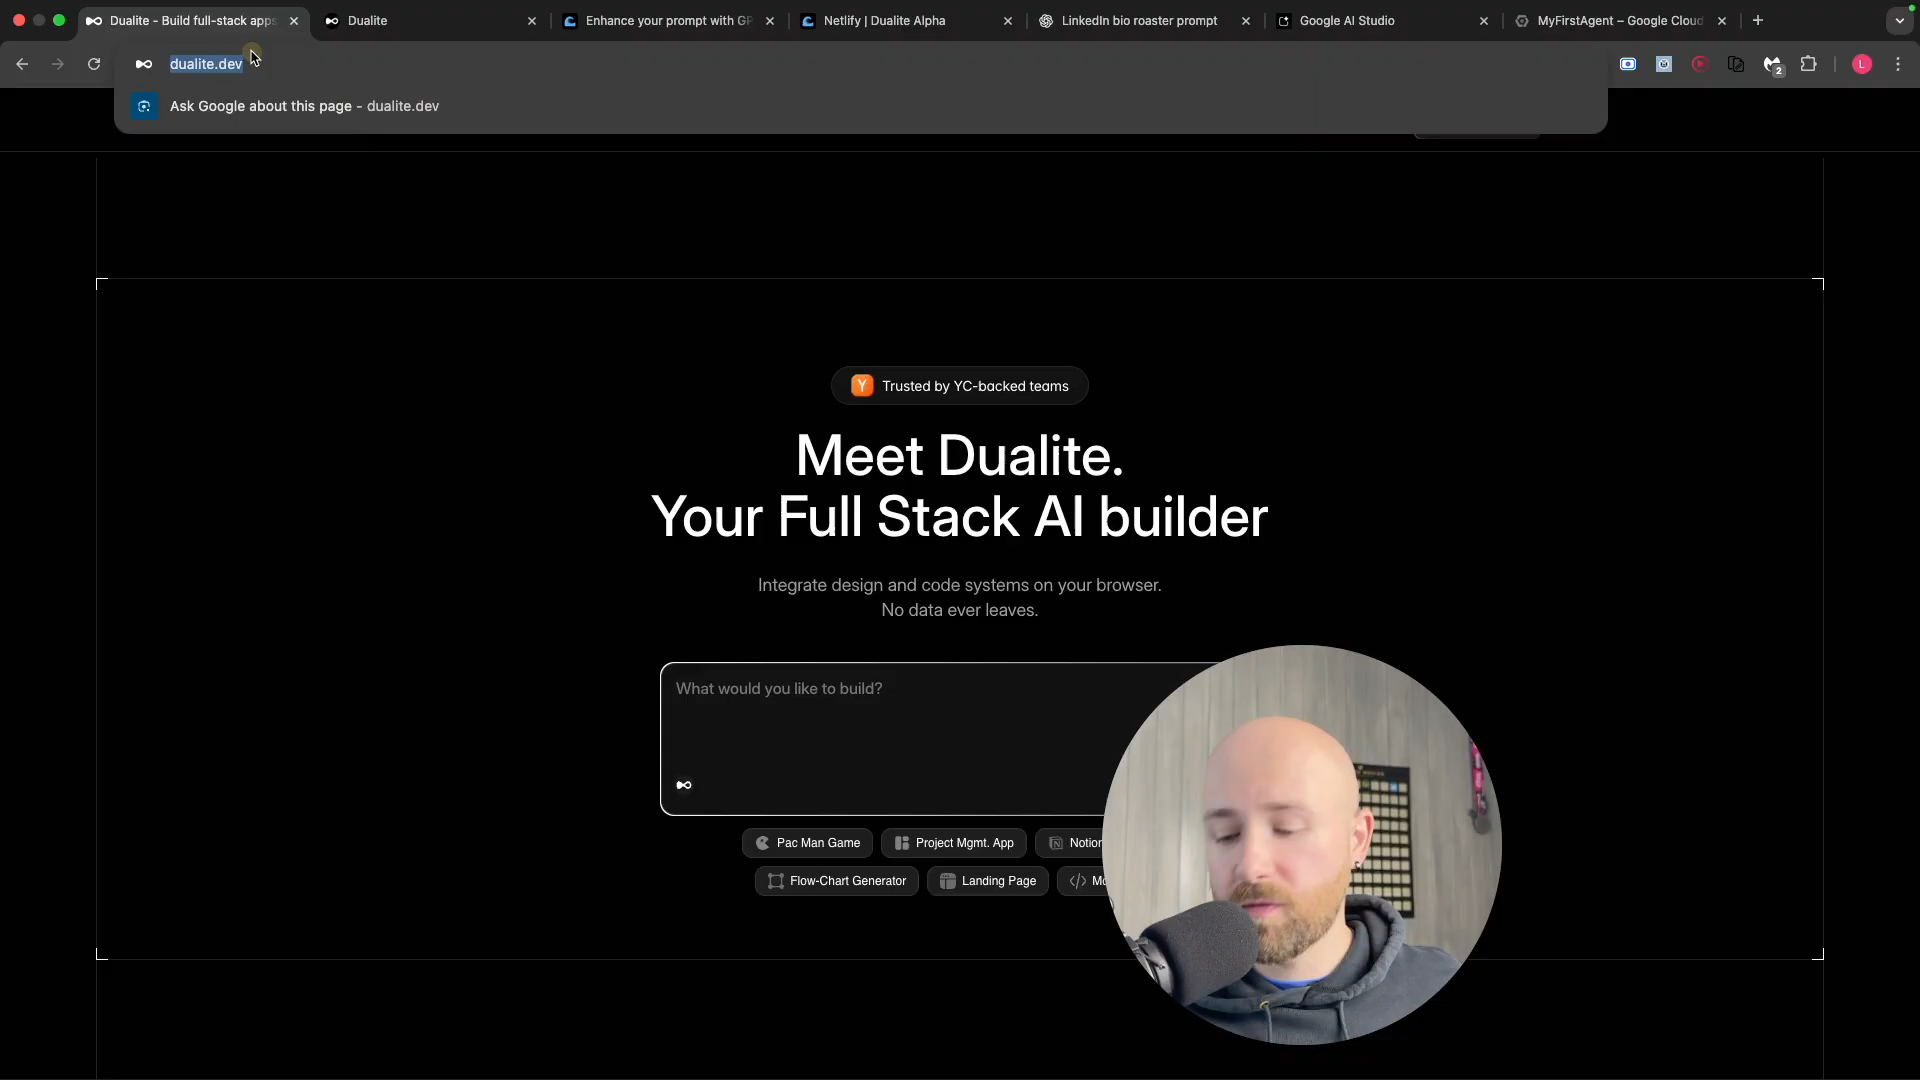 Dualite - Build full-stack apps
Dualite
Enhance your prompt with GP
Netlify | Dualite Alpha
LinkedIn bio roaster prompt
Google AI Studio
MyFirstAgent – Google Cloud
dualite.dev
2
L
Ask Google about this page - dualite.dev
Y Trusted by YC-backed teams
Meet Dualite.
Your Full Stack AI builder
Integrate design and code systems on your browser.
No data ever leaves.
What would you like to build?
Pac Man Game
Project Mgmt. App
Notion
Flow-Chart Generator
Landing Page